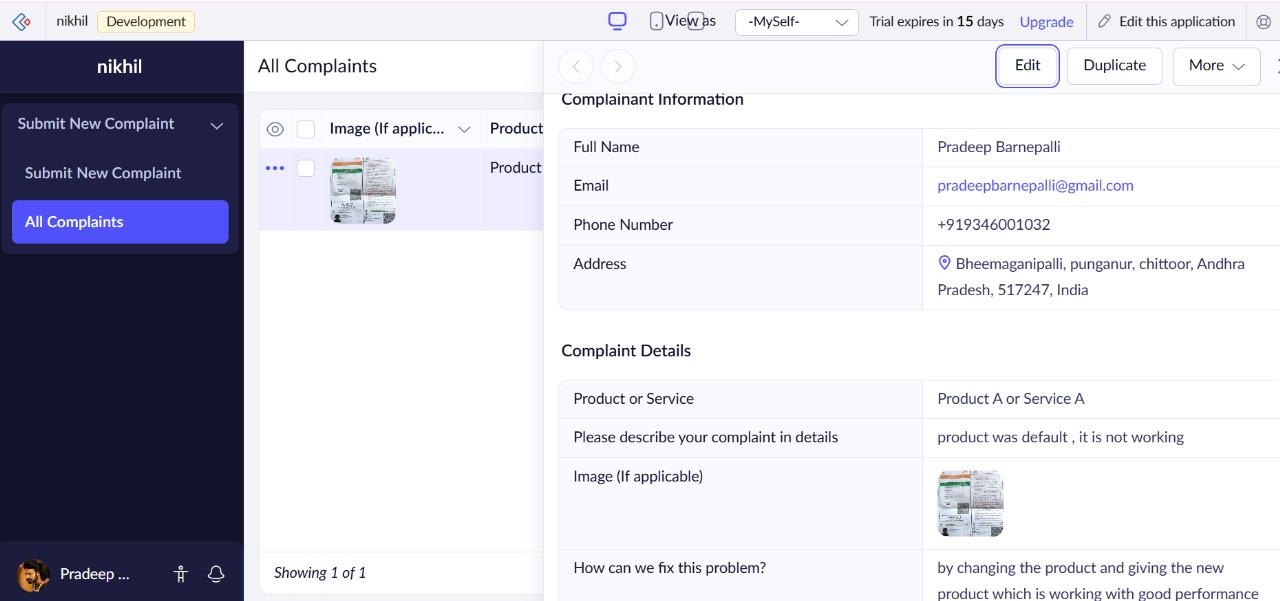 nikhil Development View as -MySelf- Trial expires in 15 days Upgrade Edit this application
nikhil
Submit New Complaint
Submit New Complaint
All Complaints
Pradeep ...
All Complaints
Image (If applic... Product
Product
Showing 1 of 1
Edit Duplicate More
Complainant Information
Full Name Pradeep Barnepalli
Email pradeepbarnepalli@gmail.com
Phone Number +919346001032
Address Bheemaganipalli, punganur, chittoor, Andhra
Pradesh, 517247, India
Complaint Details
Product or Service Product A or Service A
Please describe your complaint in details product was default , it is not working
Image (If applicable)
How can we fix this problem? by changing the product and giving the new
product which is working with good performance